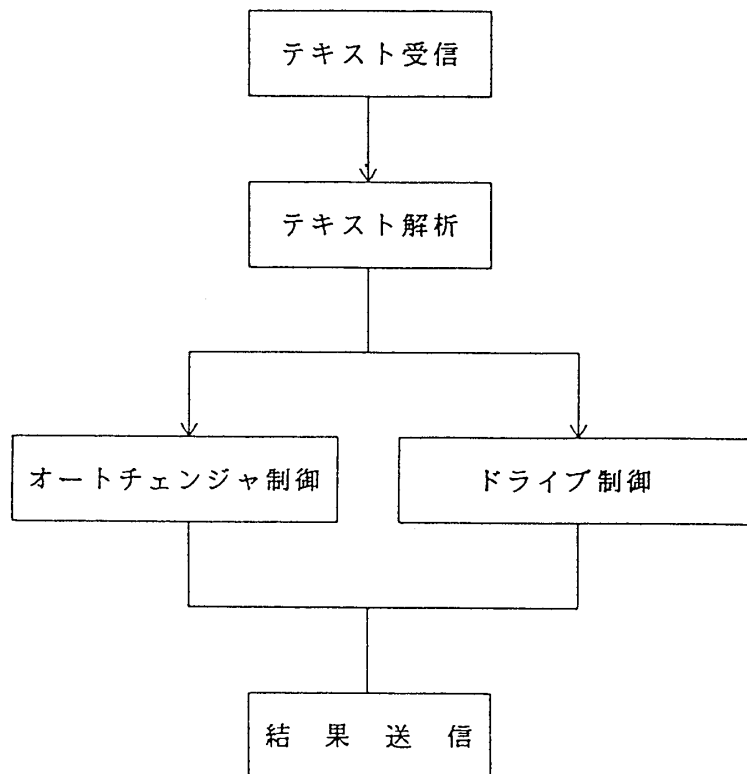 テキスト受信
テキスト解析
オートチェンジャ制御
ドライブ制御
結果送信